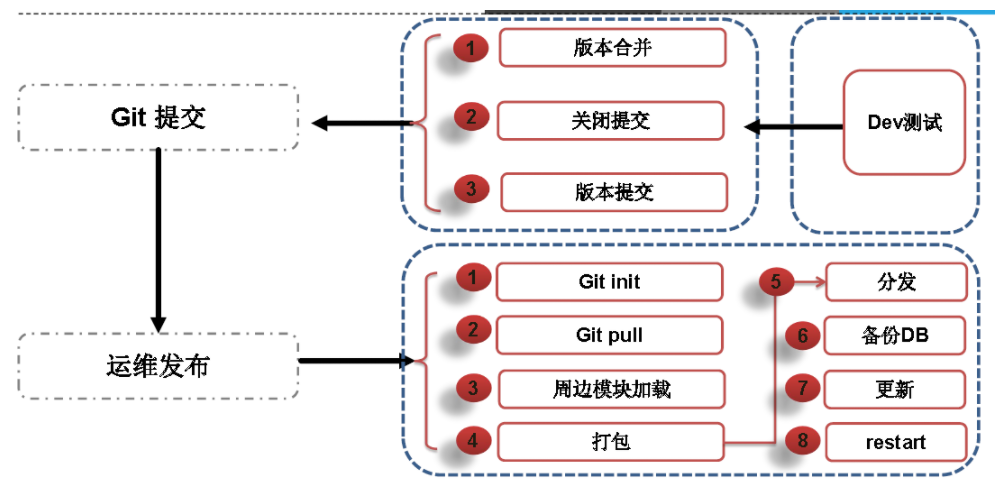 1 版本合并
Git 提交
2 关闭提交
Dev测试
3 版本提交
运维发布
1 Git init
2 Git pull
3 周边模块加载
4 打包
5 分发
6 备份DB
7 更新
8 restart